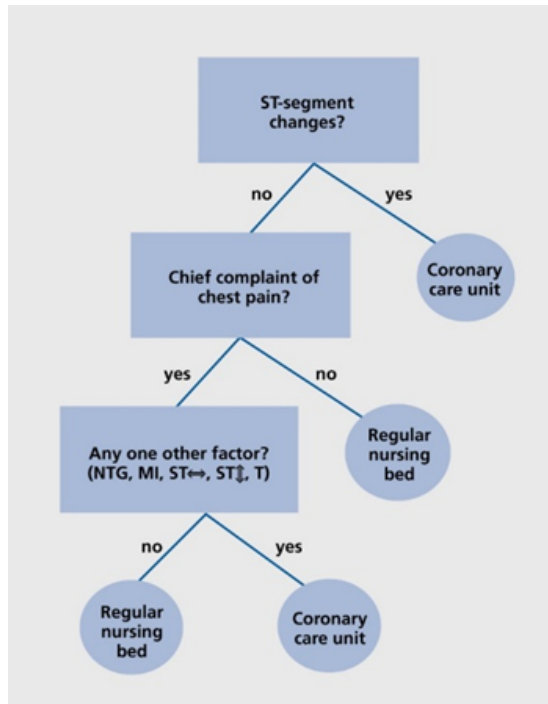 ST-segment
changes?
no
yes
Coronary
care unit
Chief complaint of
chest pain?
yes
no
Regular
nursing
bed
Any one other factor?
(NTG, MI, ST⇔, ST⇕, T)
no
yes
Regular
nursing
bed
Coronary
care unit